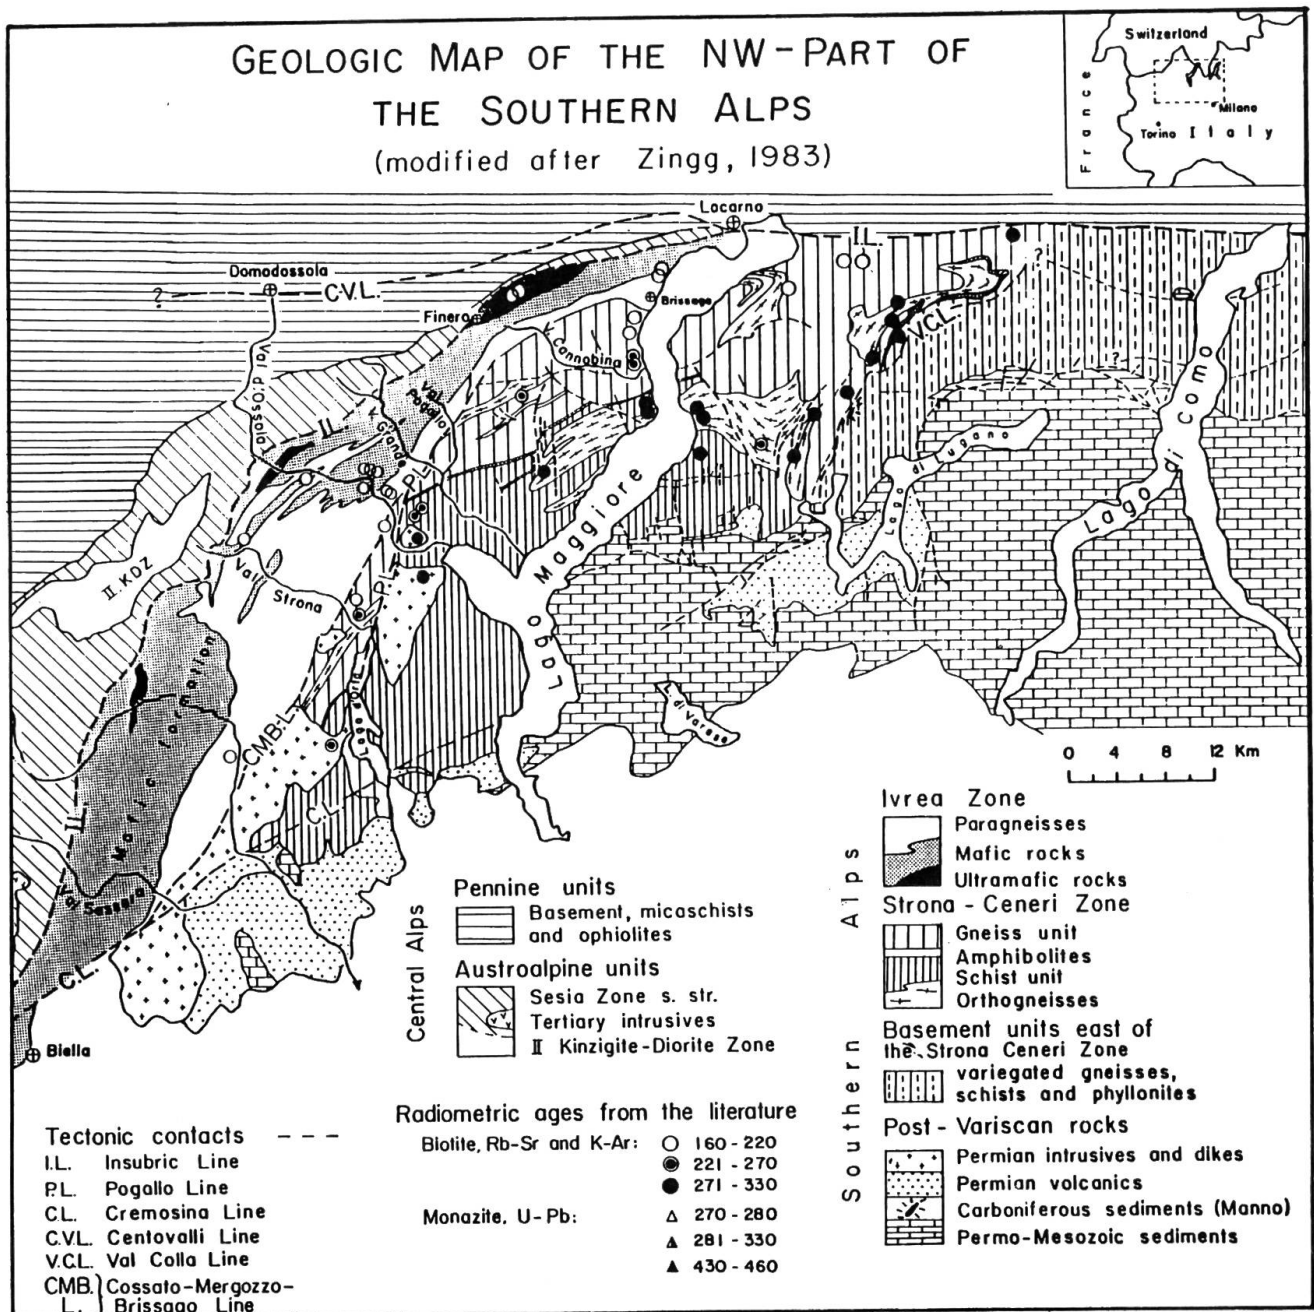 GEOLOGIC MAP OF THE NW-PART OF
THE SOUTHERN ALPS
(modified after Zingg, 1983)
Switzerland
France
Milano
Torino
Italy
Locarno
I.L.
Domodossola
?
C.V.L.
Finero
Brissago
Cannobina
?
V.C.L.
?
Val d'Ossola
Val Pogallo
I.L.
Grande
P.L.
Lago Maggiore
Lago di Lugano
Lago di Como
II. KDZ
Val Strona
P.L.
Mafic formation
CMB-L.
Lago d'Orta
L. di Varese
I.L.
C.L.
Val Sessera
C.L.
Biella
0 4 8 12 Km
Central Alps
Pennine units
Basement, micaschists
and ophiolites
Austroalpine units
Sesia Zone s. str.
Tertiary intrusives
II Kinzigite-Diorite Zone
Southern Alps
Ivrea Zone
Paragneisses
Mafic rocks
Ultramafic rocks
Strona-Ceneri Zone
Gneiss unit
Amphibolites
Schist unit
Orthogneisses
Basement units east of
the Strona Ceneri Zone
variegated gneisses,
schists and phyllonites
Post-Variscan rocks
Permian intrusives and dikes
Permian volcanics
Carboniferous sediments (Manno)
Permo-Mesozoic sediments
Radiometric ages from the literature
Biotite, Rb-Sr and K-Ar: 160-220
221-270
271-330
Monazite, U-Pb: 270-280
281-330
430-460
Tectonic contacts
I.L. Insubric Line
P.L. Pogallo Line
C.L. Cremosina Line
C.V.L. Centovalli Line
V.C.L. Val Colla Line
CMB. Cossato-Mergozzo-
L. Brissago Line